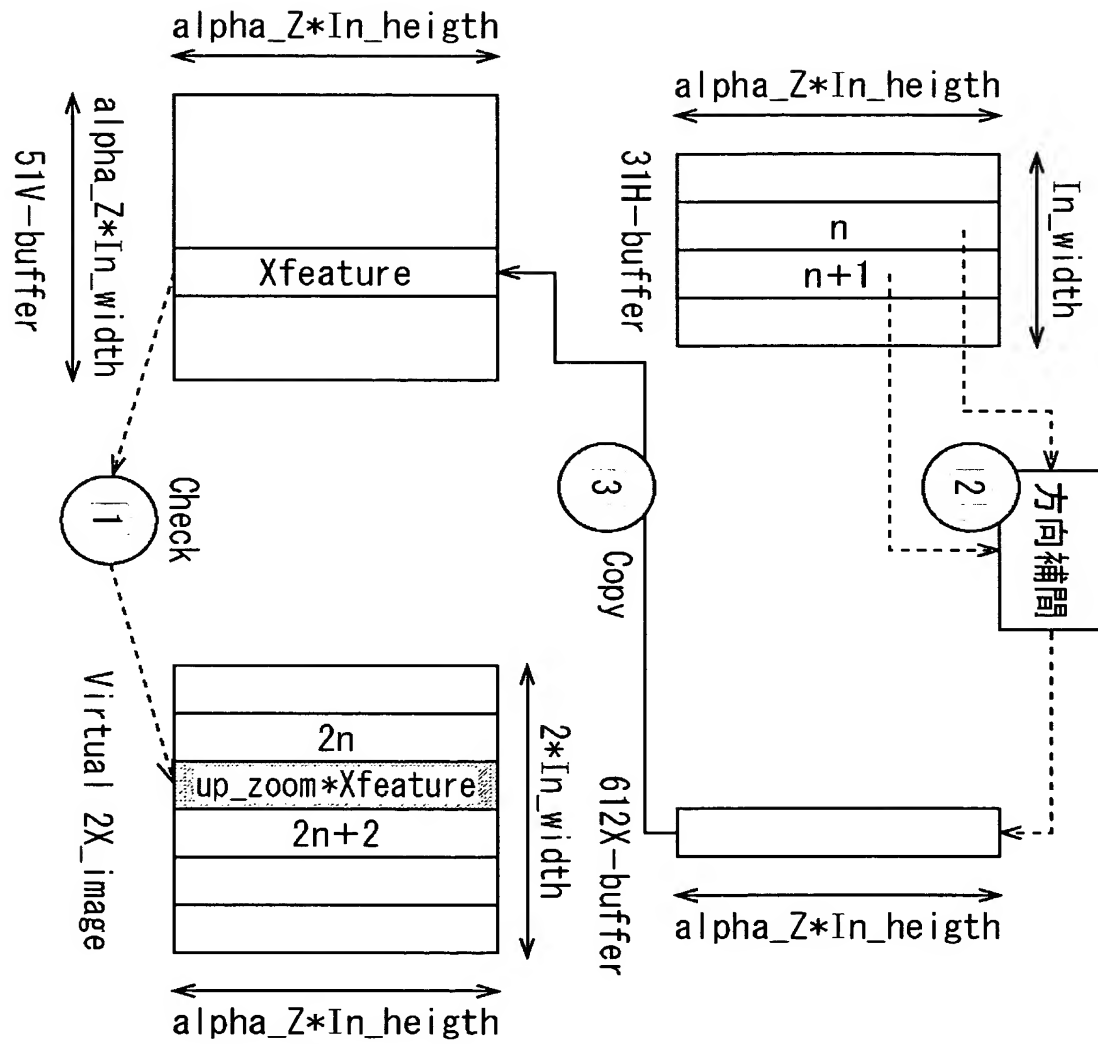 alpha_Z*In_heigth
alpha_Z*In_width
51V-buffer
Xfeature
alpha_Z*In_heigth
31H-buffer
In_width
n
n+1
1
Check
3
Copy
2
方向補間
Virtual 2X_image
2n
up_zoom*Xfeature
2n+2
2*In_width
alpha_Z*In_heigth
612X-buffer
alpha_Z*In_heigth